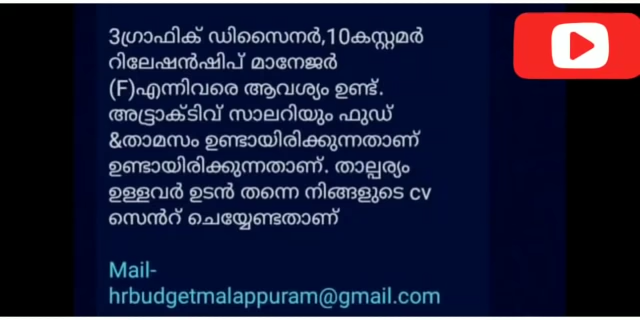 3ഗ്രാഫിക് ഡിസൈനർ,10കസ്റ്റമർ
റിലേഷൻഷിപ് മാനേജർ
(F)എന്നിവരെ ആവശ്യം ഉണ്ട്.
അട്ട്രാക്ടിവ് സാലറിയും ഫുഡ്
&താമസം ഉണ്ടായിരിക്കുന്നതാണ്
ഉണ്ടായിരിക്കുന്നതാണ്. താല്പര്യം
ഉള്ളവർ ഉടൻ തന്നെ നിങ്ങളുടെ cv
സെൻറ് ചെയ്യേണ്ടതാണ്
Mail-
hrbudgetmalappuram@gmail.com